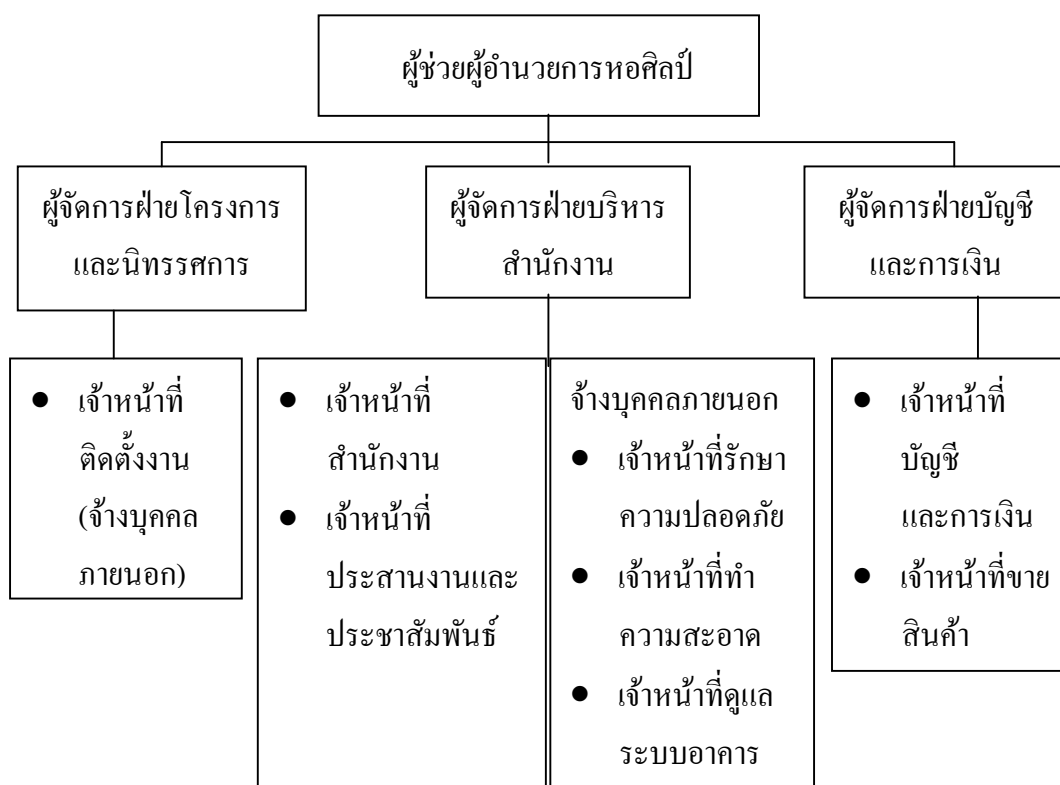 ผู้ช่วยผู้อำนวยการหอศิลป์
ผู้จัดการฝ่ายโครงการ
และนิทรรศการ
ผู้จัดการฝ่ายบริหาร
สำนักงาน
ผู้จัดการฝ่ายบัญชี
และการเงิน
● เจ้าหน้าที่
ติดตั้งงาน
(จ้างบุคคล
ภายนอก)
● เจ้าหน้าที่
สำนักงาน
● เจ้าหน้าที่
ประสานงานและ
ประชาสัมพันธ์
จ้างบุคคลภายนอก
● เจ้าหน้าที่รักษา
ความปลอดภัย
● เจ้าหน้าที่ทำ
ความสะอาด
● เจ้าหน้าที่ดูแล
ระบบอาคาร
● เจ้าหน้าที่
บัญชี
และการเงิน
● เจ้าหน้าที่ขาย
สินค้า